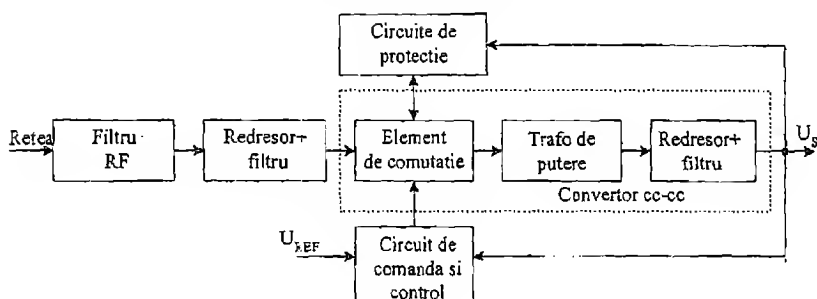 Circuite de
protectie
Retea
Filtru
RF
Redresor+
filtru
Element
de comutatie
Trafo de
putere
Redresor+
filtru
U_S
Convertor cc-cc
U_REF
Circuit de
comanda si
control